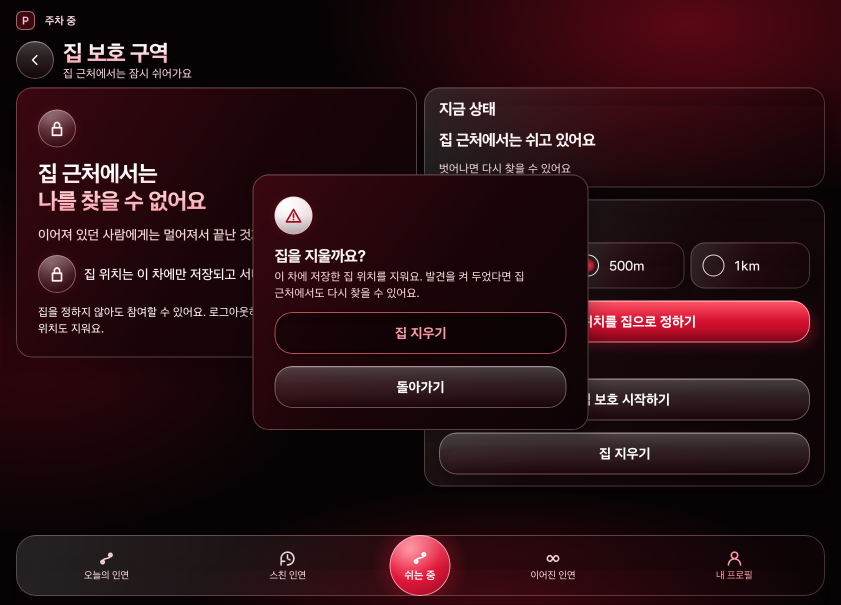 P 주차 중
집 보호 구역
집 근처에서는 잠시 쉬어가요
집 근처에서는
나를 찾을 수 없어요
이어져 있던 사람에게는 멀어져서 끝난 것
집 위치는 이 차에만 저장되고
집을 정하지 않아도 참여할 수 있어요.
위치도 지워요.
지금 상태
집 근처에서는 쉬고 있어요
벗어나면 다시 찾을 수 있어요
500m
1km
집으로 정하기
보호 시작하기
집 지우기
집을 지울까요?
이 차에 저장한 집 위치를 지워요. 발견을 켜 두었다면 집
근처에서도 다시 찾을 수 있어요.
집 지우기
돌아가기
오늘의 인연
스친 인연
쉬는 중
이어진 인연
내 프로필